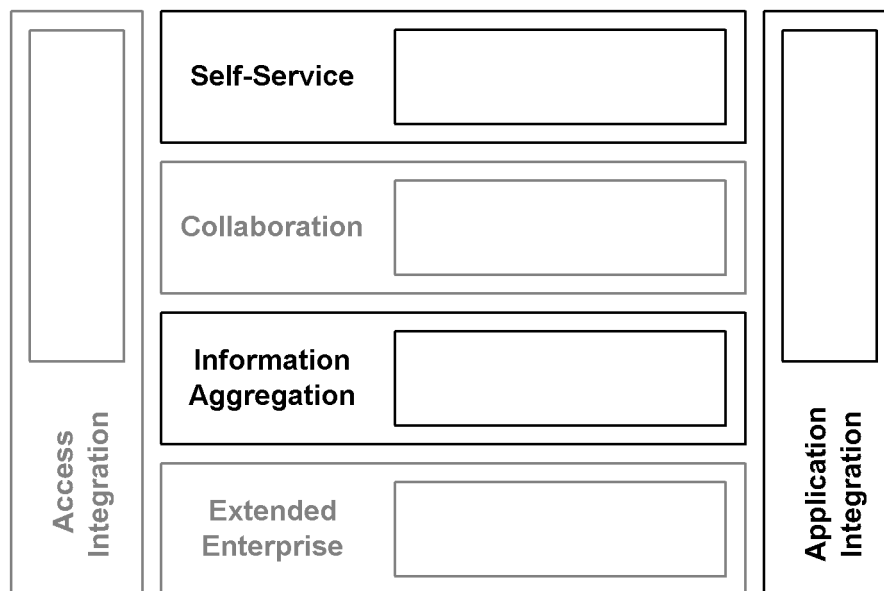 Self-Service
Collaboration
Information
Aggregation
Extended
Enterprise
Access
Integration
Application
Integration